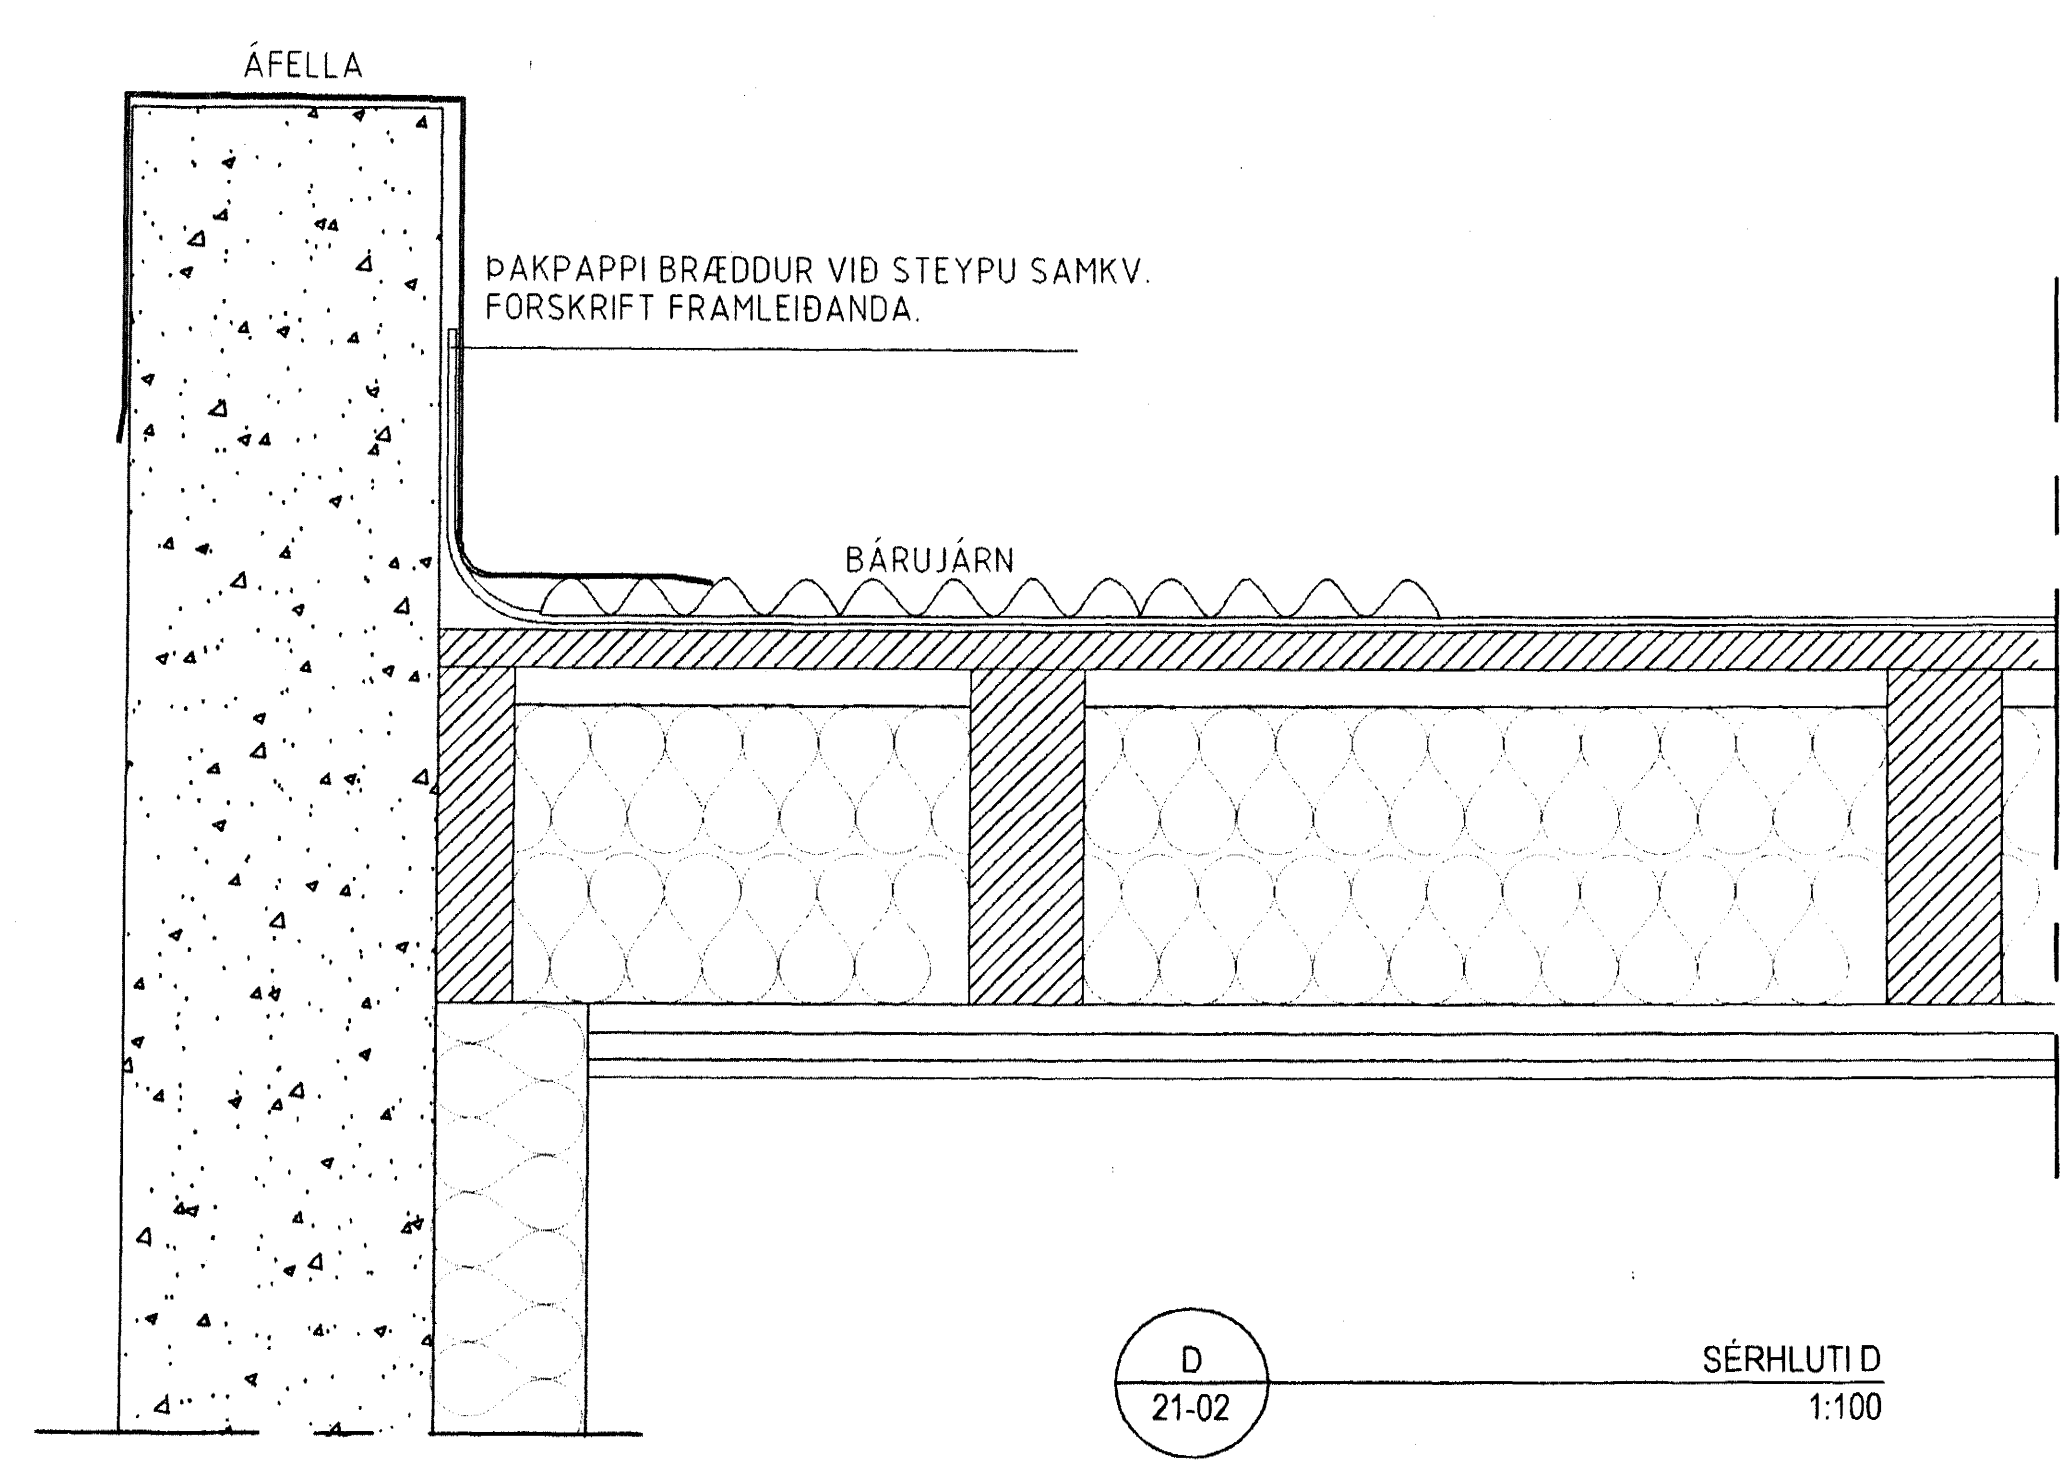 ÁFELLA
ÞAKPAPPI BRÆDDUR VIÐ STEYPU SAMKV.
FORSKRIFT FRAMLEIÐANDA.
BÁRUJÁRN
D
21-02
SÉRHLUTI D
1:100